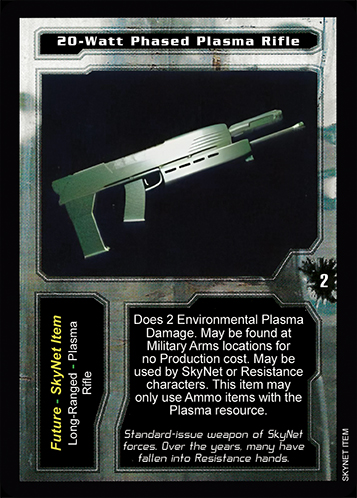 20-Watt Phased Plasma Rifle
2
Future - SkyNet Item
Long-Ranged - Plasma
Rifle
Does 2 Environmental Plasma
Damage. May be found at
Military Arms locations for
no Production cost. May be
used by SkyNet or Resistance
characters. This item may
only use Ammo items with the
Plasma resource.
Standard-issue weapon of SkyNet
forces. Over the years, many have
fallen into Resistance hands.
SKYNET ITEM